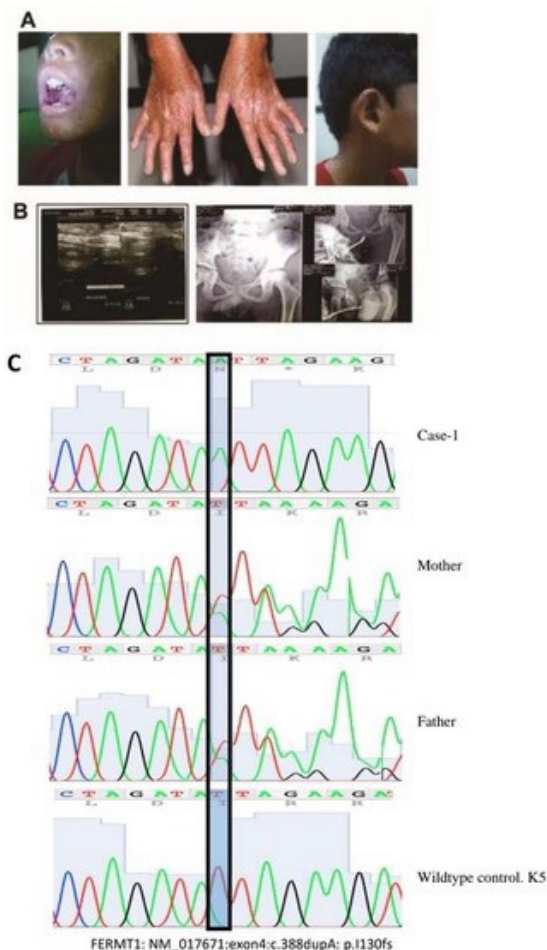 A
B
C
C T A G A T A A T T A G A A G
L D N * K
Case-1
C T A G A T A T T A A A A G A
L D I K R
Mother
C T A G A T A T T A A A A G A
L D I K R
Father
C T A G A T A T T A G A A G A
L D I R R
Wildtype control. K5
FERMT1: NM_017671:exon4:c.388dupA: p.I130fs